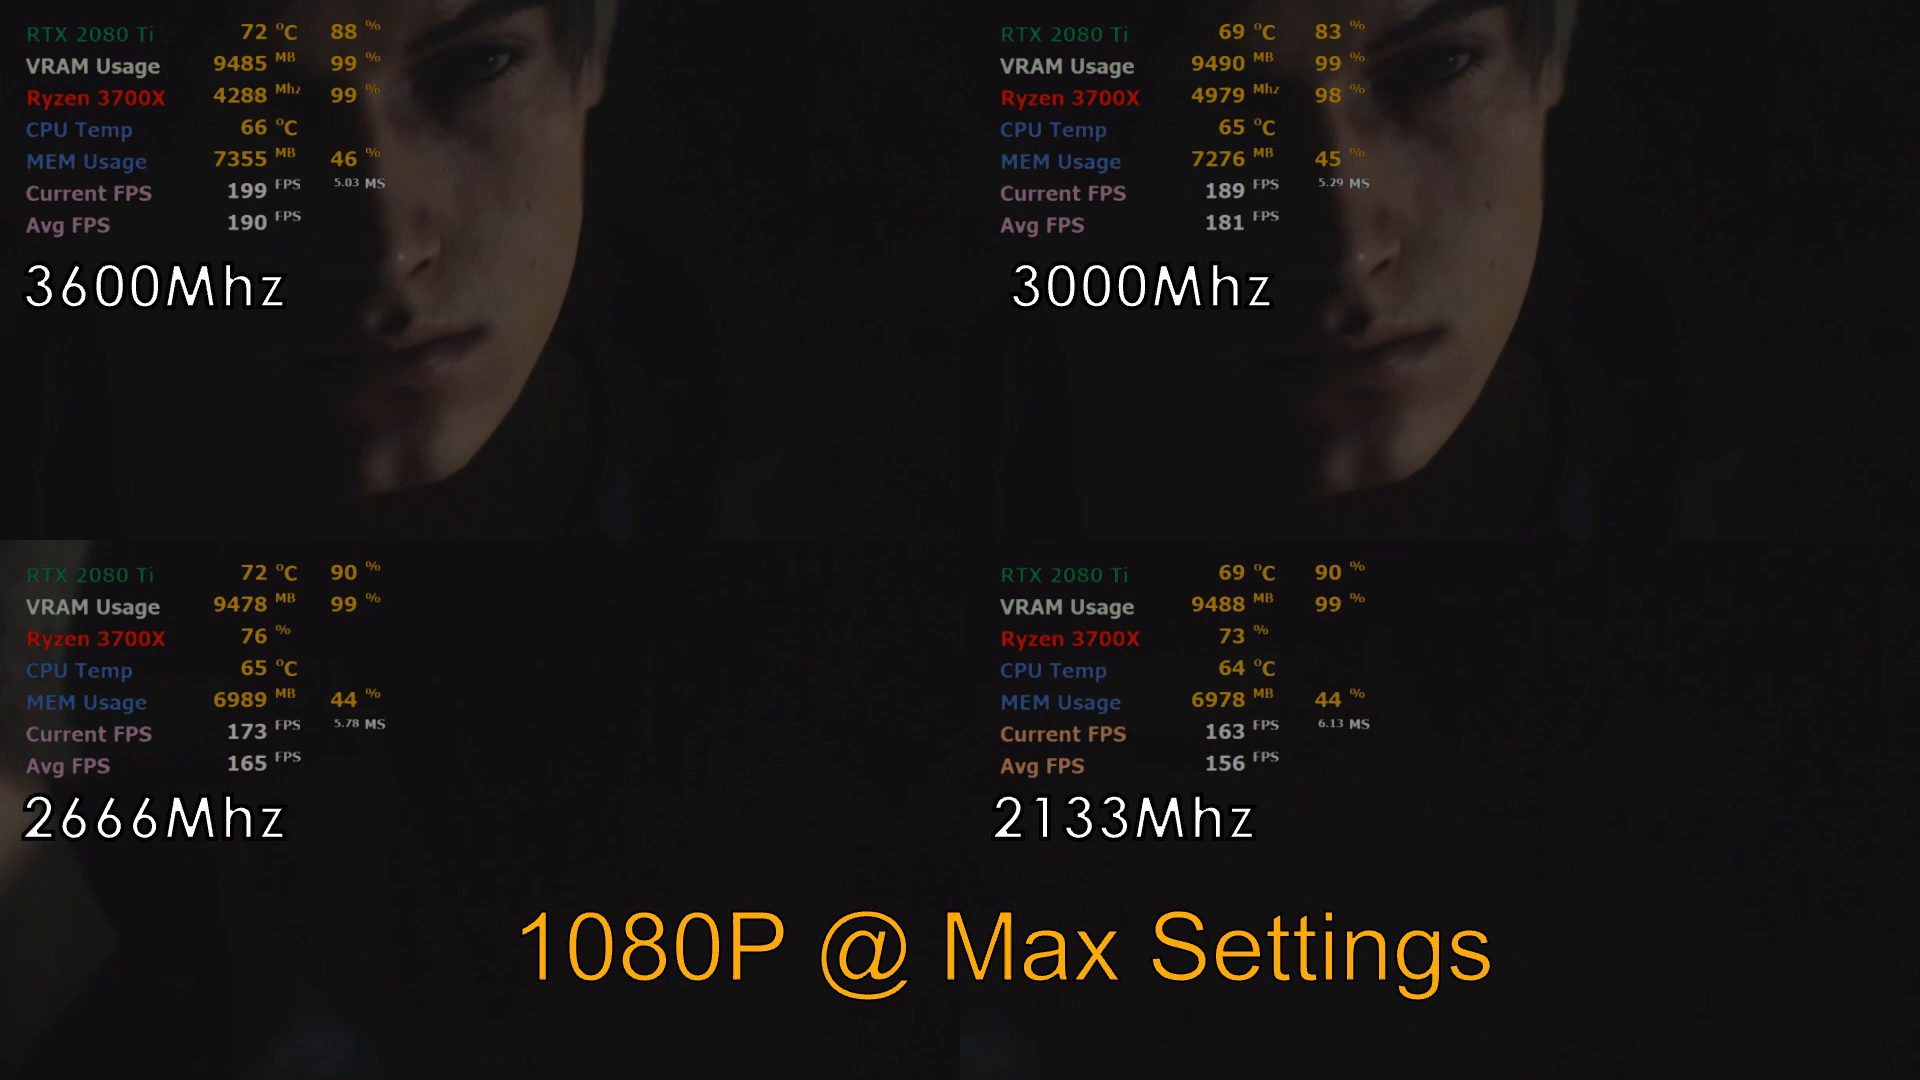 RTX 2080 Ti 72 °C 88 %
VRAM Usage 9485 MB 99 %
Ryzen 3700X 4288 Mhz 99 %
CPU Temp 66 °C
MEM Usage 7355 MB 46 %
Current FPS 199 FPS 5.03 MS
Avg FPS 190 FPS
3600Mhz
RTX 2080 Ti 69 °C 83 %
VRAM Usage 9490 MB 99 %
Ryzen 3700X 4979 Mhz 98 %
CPU Temp 65 °C
MEM Usage 7276 MB 45 %
Current FPS 189 FPS 5.29 MS
Avg FPS 181 FPS
3000Mhz
RTX 2080 Ti 72 °C 90 %
VRAM Usage 9478 MB 99 %
Ryzen 3700X 76 %
CPU Temp 65 °C
MEM Usage 6989 MB 44 %
Current FPS 173 FPS 5.78 MS
Avg FPS 165 FPS
2666Mhz
RTX 2080 Ti 69 °C 90 %
VRAM Usage 9488 MB 99 %
Ryzen 3700X 73 %
CPU Temp 64 °C
MEM Usage 6978 MB 44 %
Current FPS 163 FPS 6.13 MS
Avg FPS 156 FPS
2133Mhz
1080P @ Max Settings